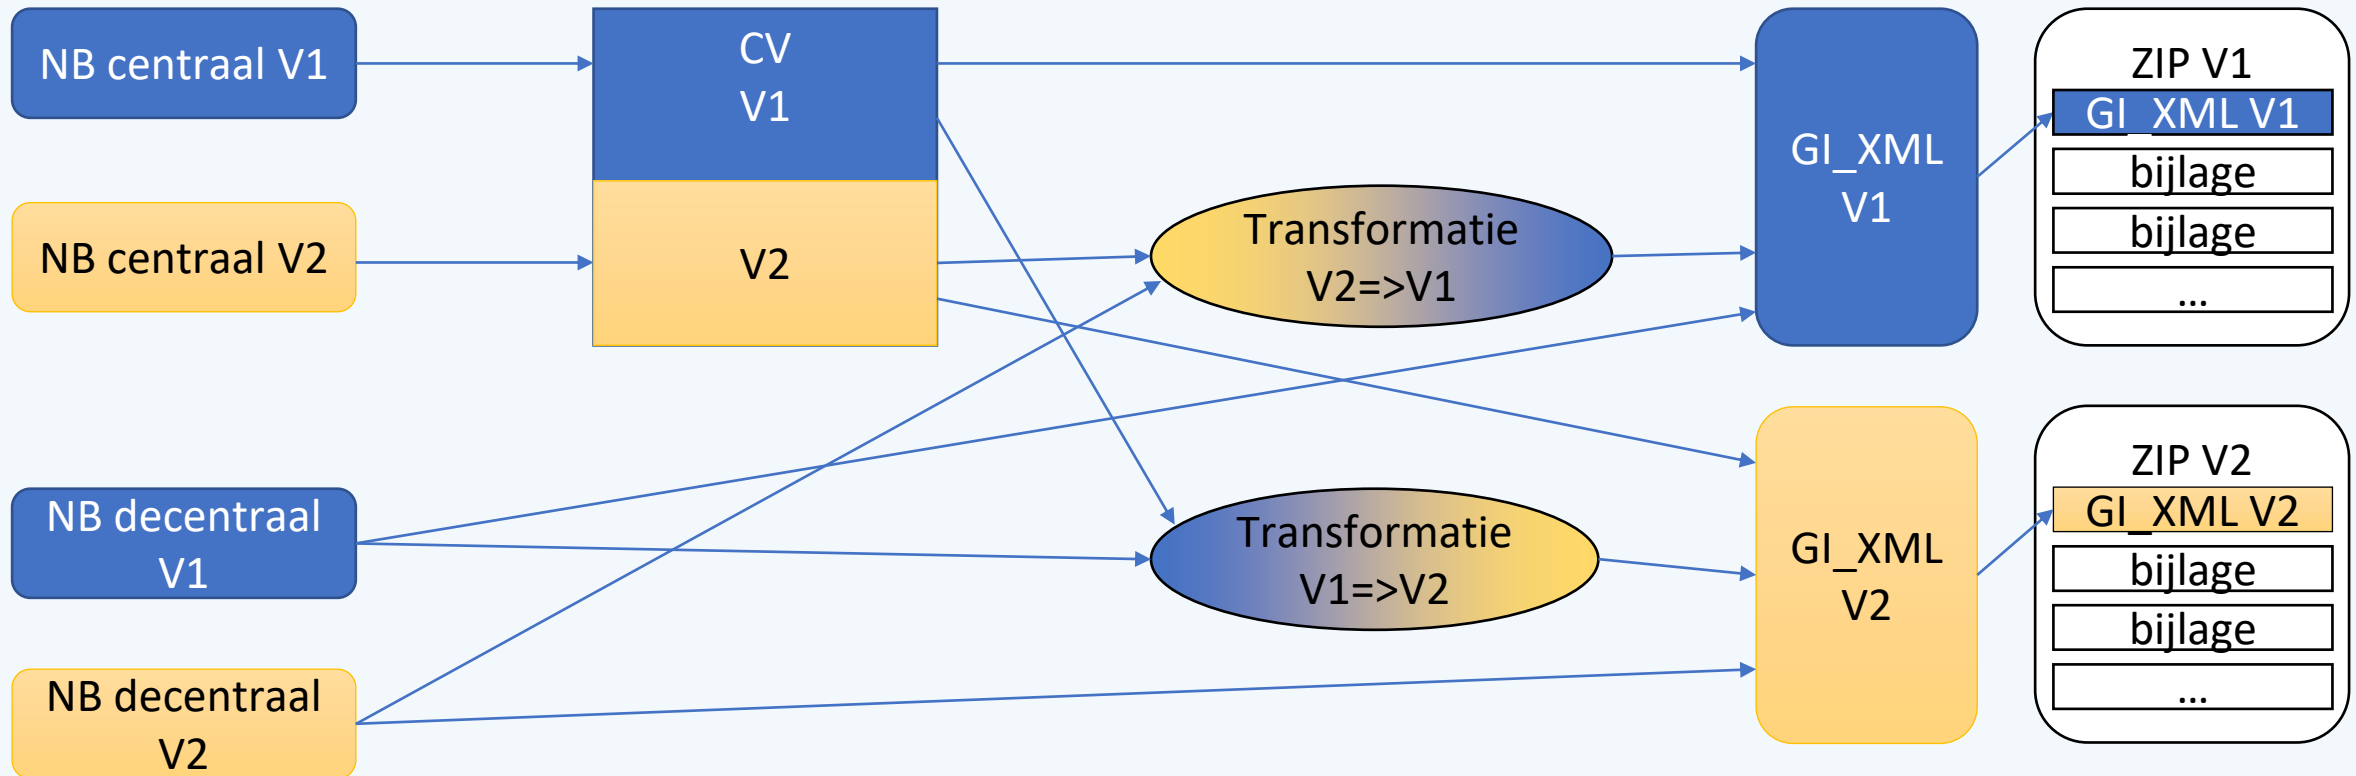 NB centraal V1
NB centraal V2
NB decentraal
V1
NB decentraal
V2
CV
V1
V2
Transformatie
V2=>V1
Transformatie
V1=>V2
GI_XML
V1
GI_XML
V2
ZIP V1
GI_XML V1
bijlage
bijlage
...
ZIP V2
GI_XML V2
bijlage
bijlage
...